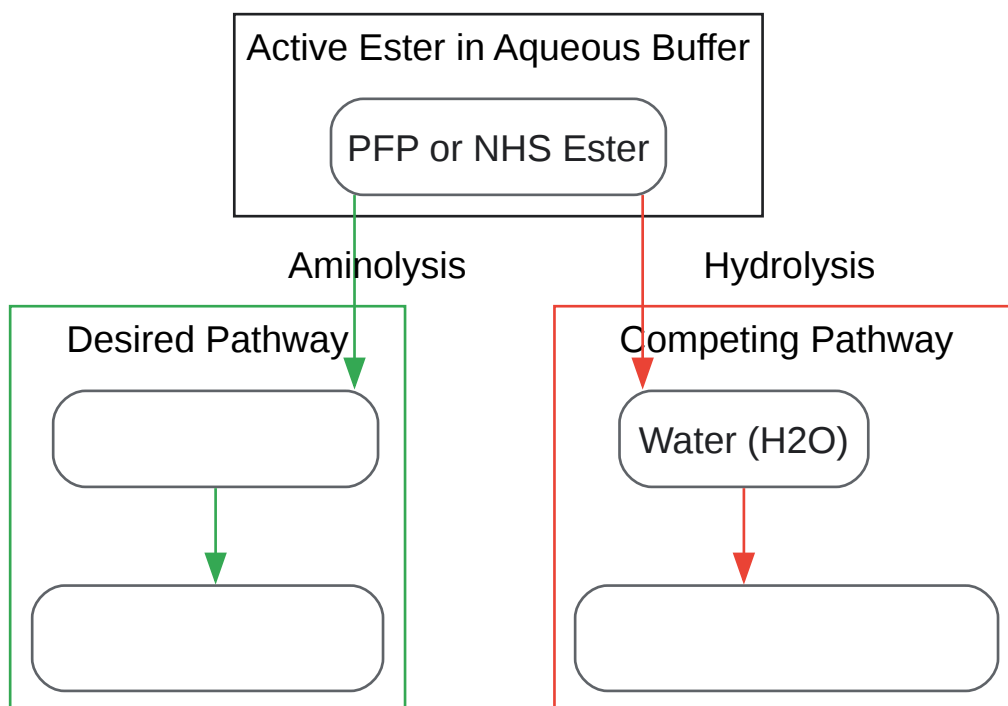 Active Ester in Aqueous Buffer
PFP or NHS Ester
Aminolysis
Hydrolysis
Desired Pathway
Competing Pathway
Water (H2O)